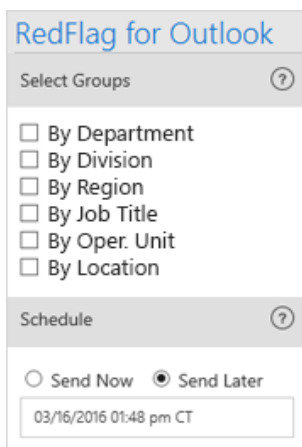 RedFlag for Outlook
Select Groups ?
By Department
By Division
By Region
By Job Title
By Oper. Unit
By Location
Schedule ?
Send Now Send Later
03/16/2016 01:48 pm CT